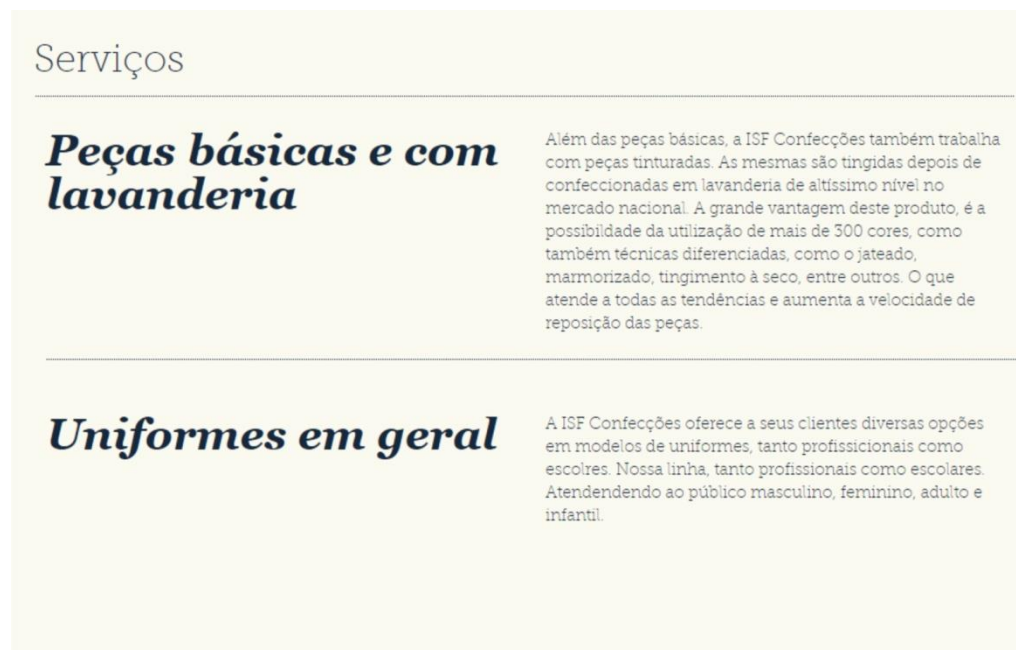 Serviços
Peças básicas e com
lavanderia
Além das peças básicas, a ISF Confecções também trabalha
com peças tinturadas. As mesmas são tingidas depois de
confeccionadas em lavanderia de altíssimo nível no
mercado nacional. A grande vantagem deste produto, é a
possibildade da utilização de mais de 300 cores, como
também técnicas diferenciadas, como o jateado,
marmorizado, tingimento à seco, entre outros. O que
atende a todas as tendências e aumenta a velocidade de
reposição das peças.
Uniformes em geral
A ISF Confecções oferece a seus clientes diversas opções
em modelos de uniformes, tanto profissicionais como
escolres. Nossa linha, tanto profissionais como escolares.
Atendendendo ao público masculino, feminino, adulto e
infantil.